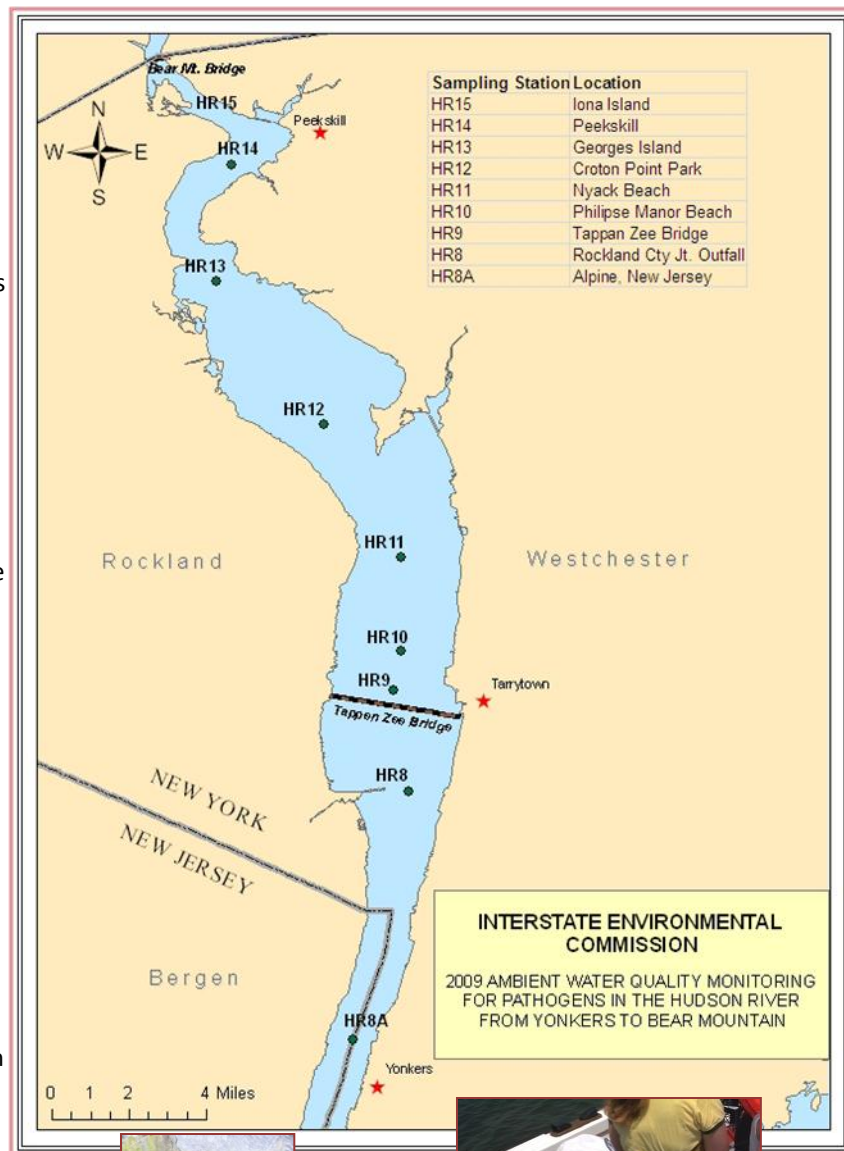 Bear Mt. Bridge
HR15
Peekskill
HR14
N
W E
S
Sampling Station Location
HR15 Iona Island
HR14 Peekskill
HR13 Georges Island
HR12 Croton Point Park
HR11 Nyack Beach
HR10 Philipse Manor Beach
HR9 Tappan Zee Bridge
HR8 Rockland Cty Jt. Outfall
HR8A Alpine, New Jersey
HR13
HR12
HR11
Rockland
Westchester
HR10
HR9
Tarrytown
Tappen Zee Bridge
HR8
NEW YORK
NEW JERSEY
Bergen
INTERSTATE ENVIRONMENTAL
COMMISSION
2009 AMBIENT WATER QUALITY MONITORING
FOR PATHOGENS IN THE HUDSON RIVER
FROM YONKERS TO BEAR MOUNTAIN
HR8A
Yonkers
0 1 2 4 Miles